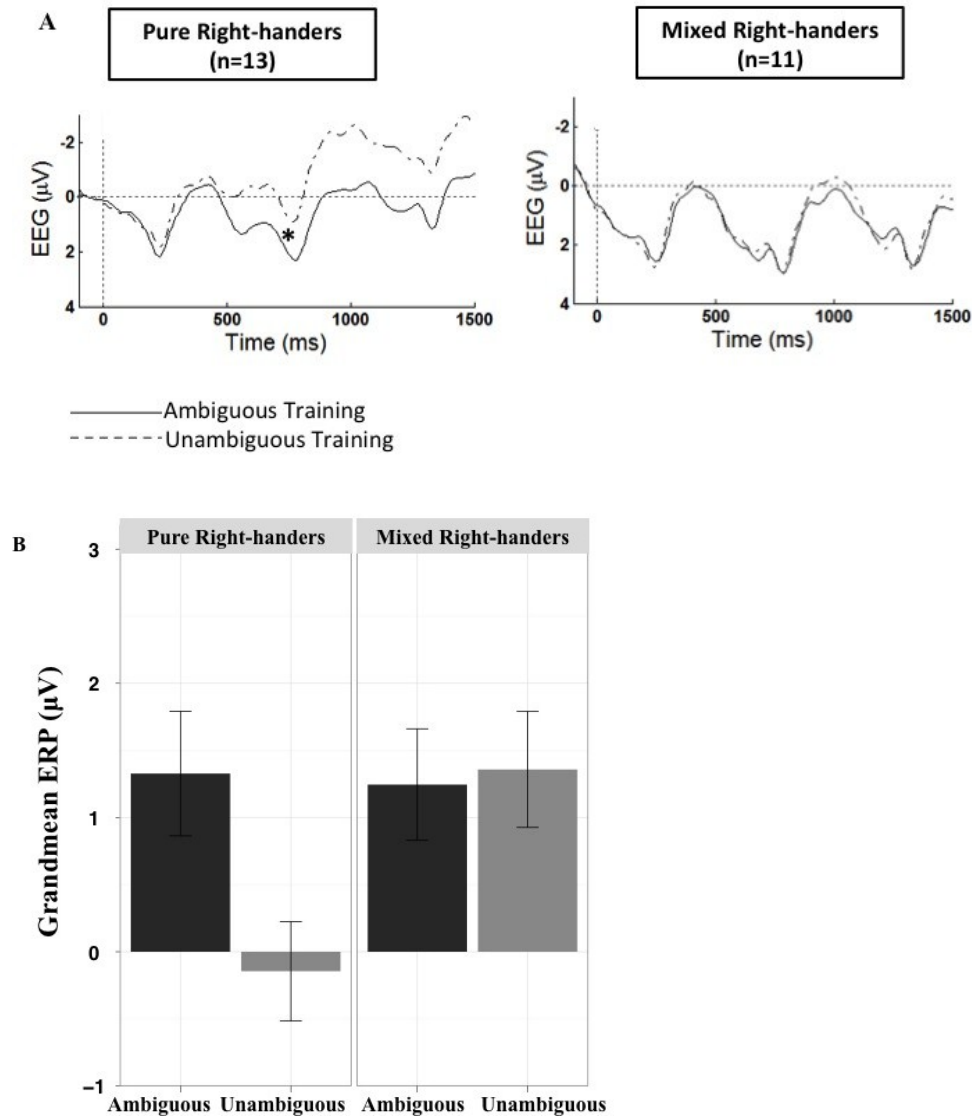 A
Pure Right-handers
(n=13)
Mixed Right-handers
(n=11)
-2
0
2
4
EEG (µV)
0
500
1000
1500
Time (ms)
*
-2
0
2
4
EEG (µV)
0
500
1000
1500
Time (ms)
Ambiguous Training
Unambiguous Training
B
Pure Right-handers
Mixed Right-handers
3
2
1
0
−1
Grandmean ERP (µV)
Ambiguous Unambiguous
Ambiguous Unambiguous